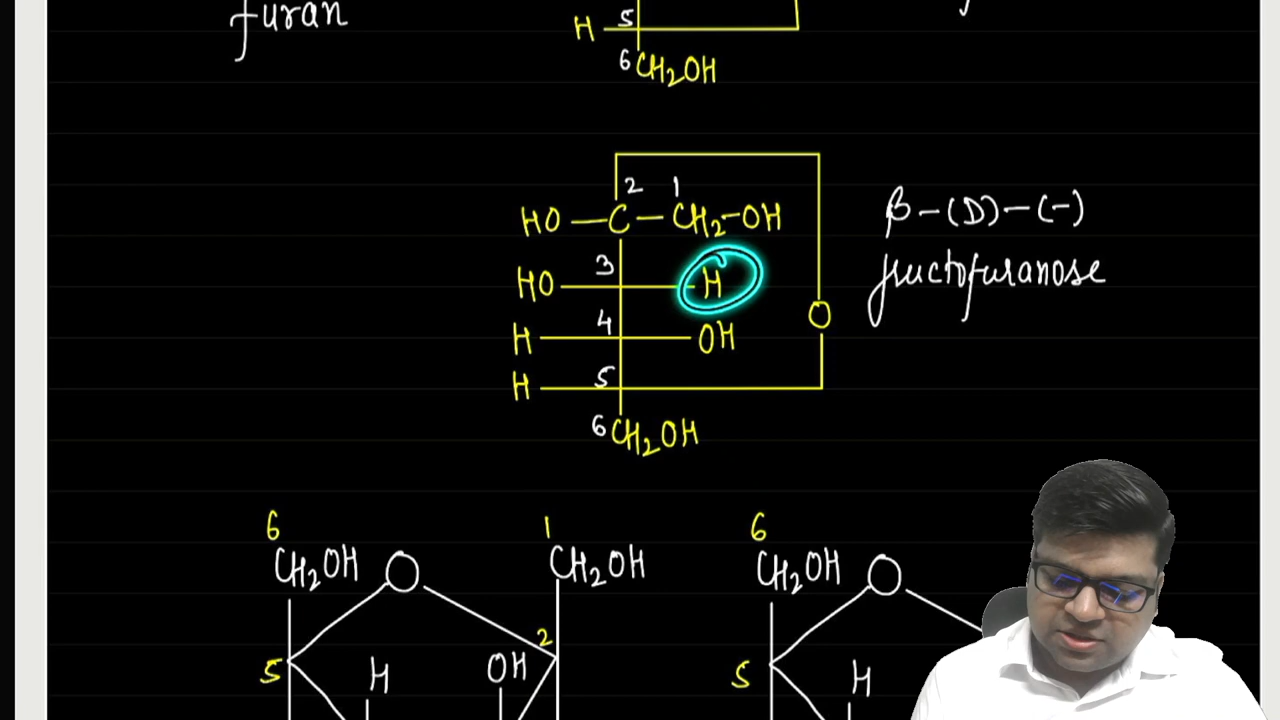 furan
H 5
6 CH2OH
2 1
HO C CH2-OH
β-(D)-(-)
3
HO H
fructofuranose
4 O
H OH
5
H
6 CH2OH
6 1 6
CH2OH O CH2OH CH2OH O
2
5 H OH 5 H